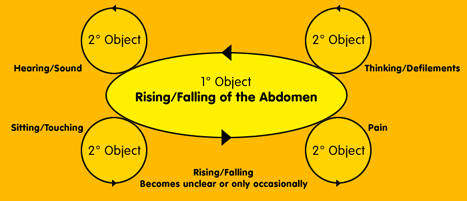 2° Object
2° Object
Hearing/Sound
Thinking/Defilements
1° Object
Rising/Falling of the Abdomen
Sitting/Touching
Pain
2° Object
2° Object
Rising/Falling
Becomes unclear or only occasionally